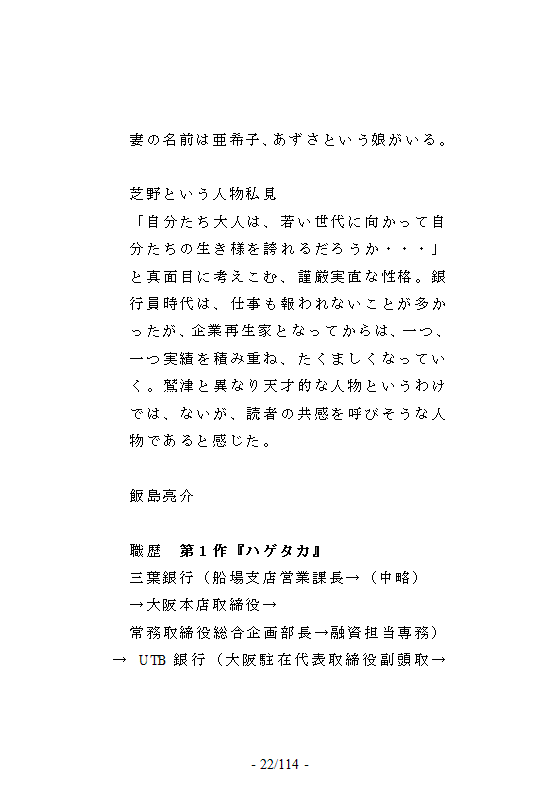 妻の名前は亜希子、あずさという娘がいる。
芝野という人物私見
「自分たち大人は、若い世代に向かって自
分たちの生き様を誇れるだろうか・・・」
と真面目に考えこむ、謹厳実直な性格。銀
行員時代は、仕事も報われないことが多か
ったが、企業再生家となってからは、一つ、
一つ実績を積み重ね、たくましくなってい
く。鷲津と異なり天才的な人物というわけ
では、ないが、読者の共感を呼びそうな人
物であると感じた。
飯島亮介
職歴　第１作『ハゲタカ』
三葉銀行（船場支店営業課長→（中略）
→大阪本店取締役→
常務取締役総合企画部長→融資担当専務）
→ UTB 銀行（大阪駐在代表取締役副頭取→
- 22/114 -